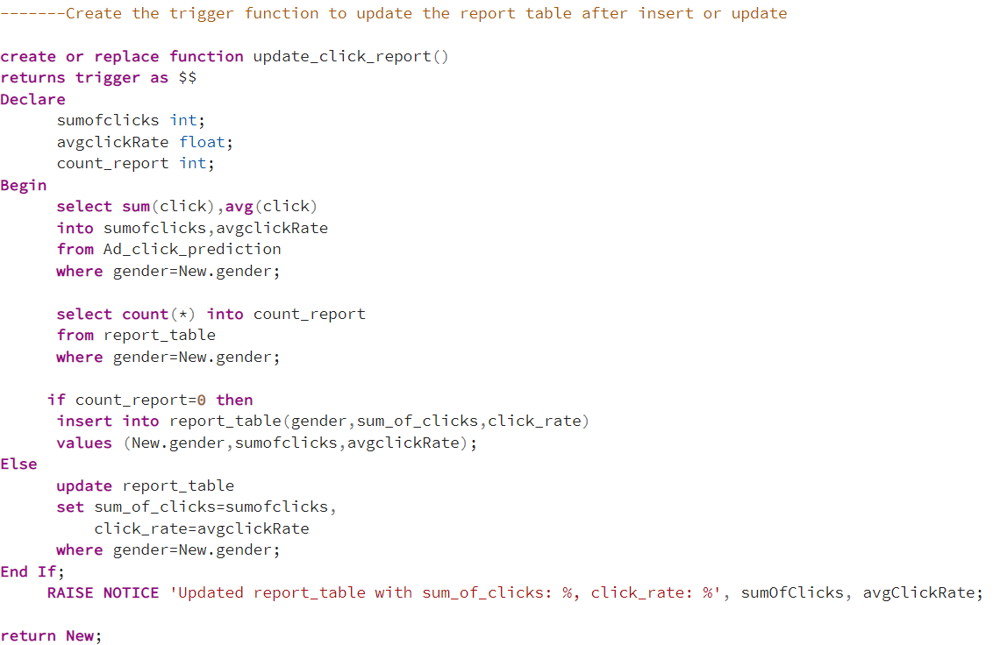 -------Create the trigger function to update the report table after insert or update
create or replace function update_click_report()
returns trigger as $$
Declare
sumofclicks int;
avgclickRate float;
count_report int;
Begin
select sum(click),avg(click)
into sumofclicks,avgclickRate
from Ad_click_prediction
where gender=New.gender;
select count(*) into count_report
from report_table
where gender=New.gender;
if count_report=0 then
insert into report_table(gender,sum_of_clicks,click_rate)
values (New.gender,sumofclicks,avgclickRate);
Else
update report_table
set sum_of_clicks=sumofclicks,
click_rate=avgclickRate
where gender=New.gender;
End If;
RAISE NOTICE 'Updated report_table with sum_of_clicks: %, click_rate: %', sumOfClicks, avgClickRate;
return New;